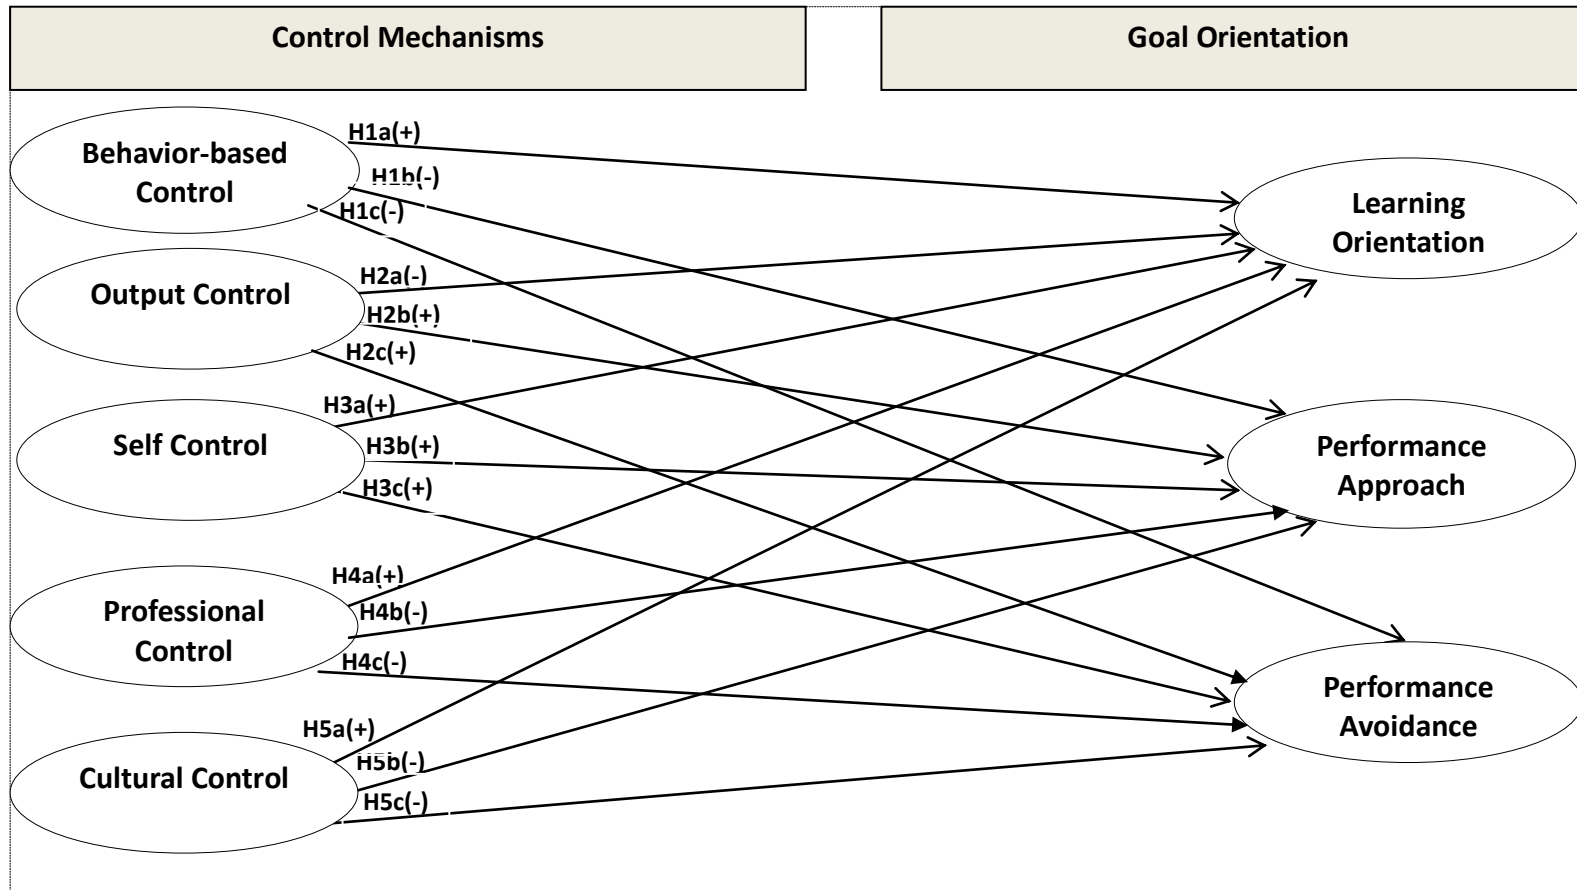 Control Mechanisms
Goal Orientation
Behavior-based
Control
H1a(+)
H1b(-)
H1c(-)
Learning
Orientation
Output Control
H2a(-)
H2b(+)
H2c(+)
Self Control
H3a(+)
H3b(+)
H3c(+)
Performance
Approach
Professional
Control
H4a(+)
H4b(-)
H4c(-)
Performance
Avoidance
Cultural Control
H5a(+)
H5b(-)
H5c(-)